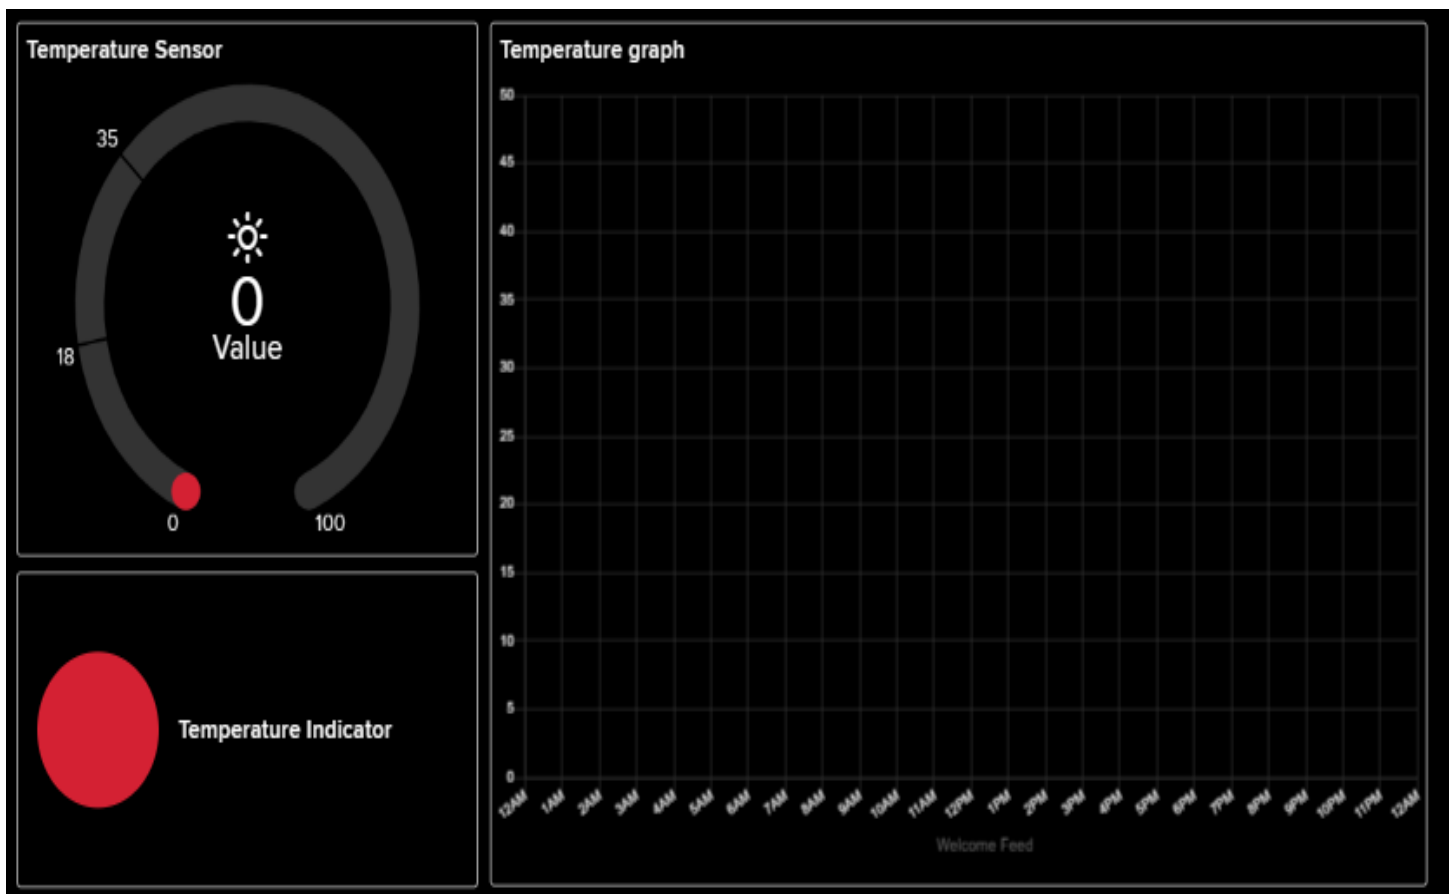 Temperature Sensor
35
0
Value
18
0
100
Temperature Indicator
Temperature graph
50
45
40
35
30
25
20
15
10
5
0
12AM 1AM 2AM 3AM 4AM 5AM 6AM 7AM 8AM 9AM 10AM 11AM 12PM 1PM 2PM 3PM 4PM 5PM 6PM 7PM 8PM 9PM 10PM 11PM 12AM
Welcome Feed